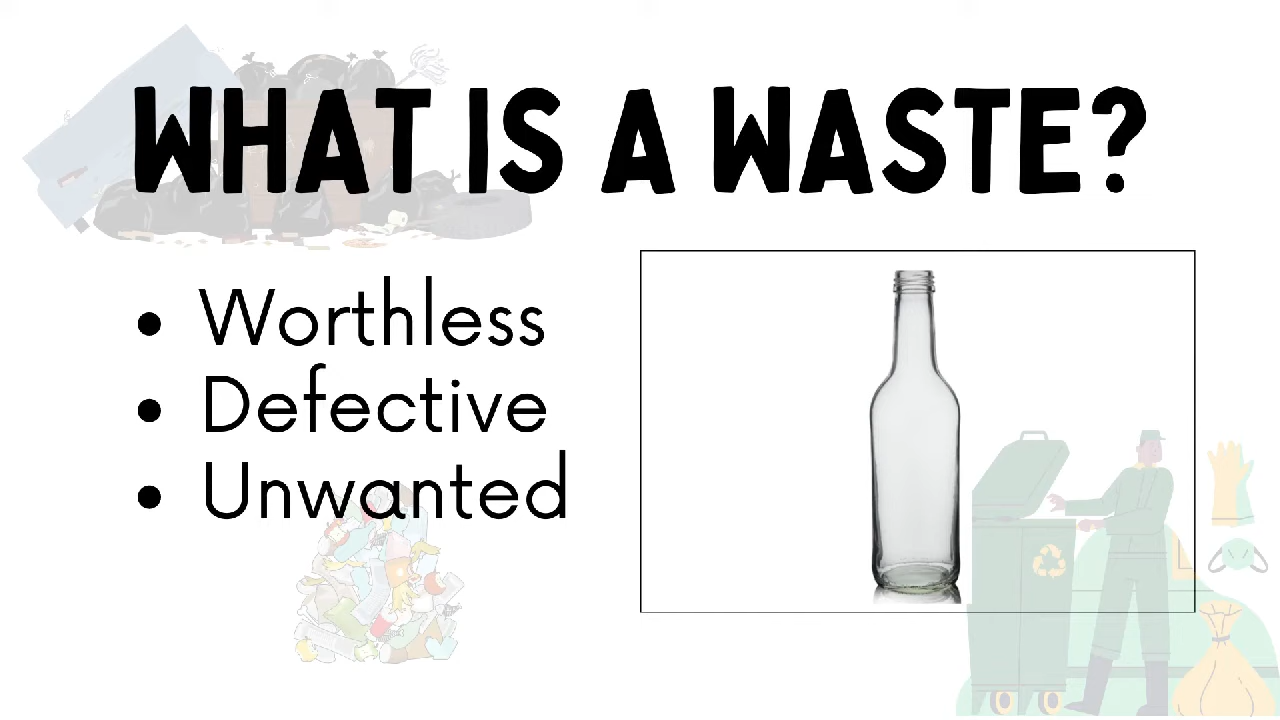 WHAT IS A WASTE?
• Worthless
• Defective
• Unwanted